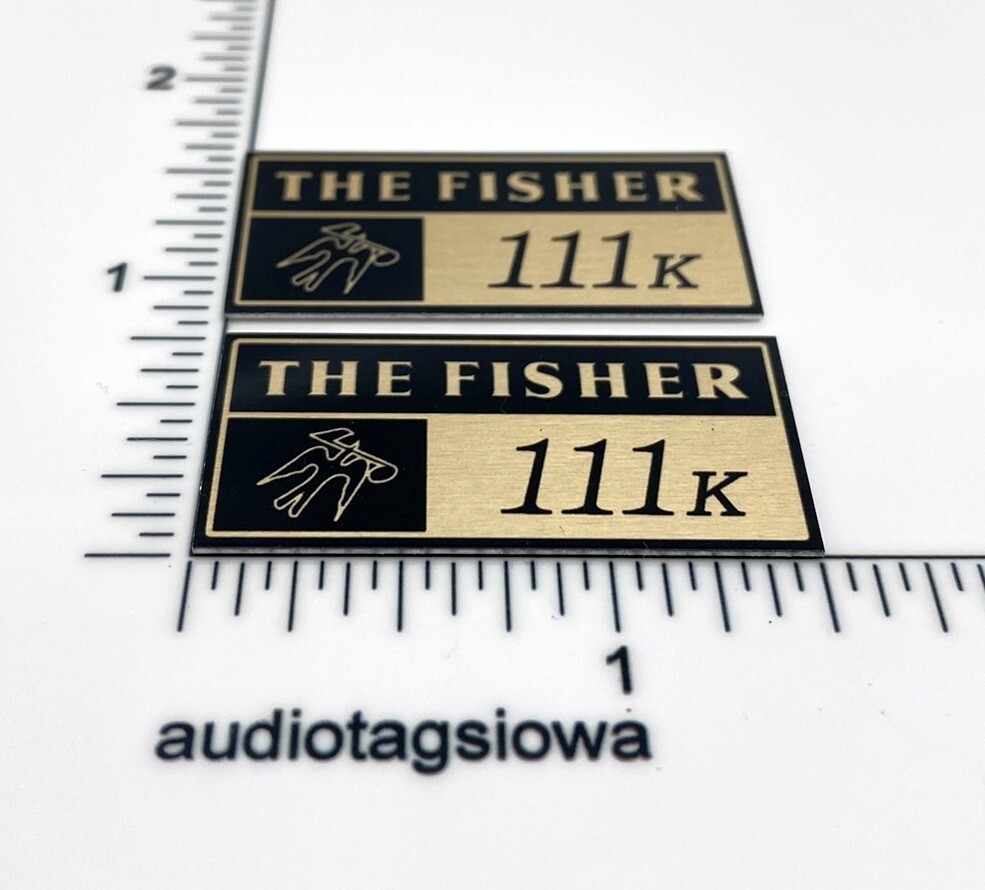 2
THE FISHER
111K
1
THE FISHER
111K
1
audiotagsiowa